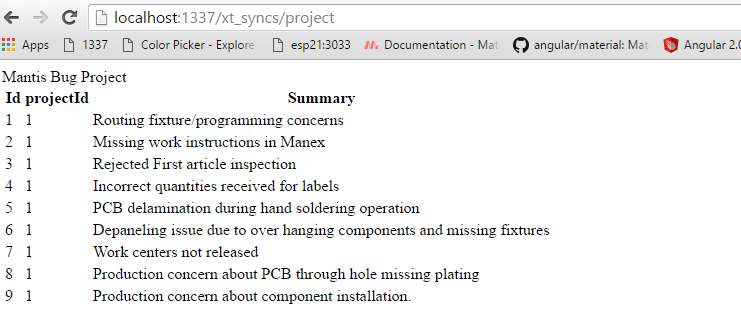 localhost:1337/xt_syncs/project
Apps 1337 Color Picker - Explore esp21:3033 Documentation - Mat angular/material: Mat Angular 2.0
Mantis Bug Project
Id projectId Summary
1 1 Routing fixture/programming concerns
2 1 Missing work instructions in Manex
3 1 Rejected First article inspection
4 1 Incorrect quantities received for labels
5 1 PCB delamination during hand soldering operation
6 1 Depaneling issue due to over hanging components and missing fixtures
7 1 Work centers not released
8 1 Production concern about PCB through hole missing plating
9 1 Production concern about component installation.